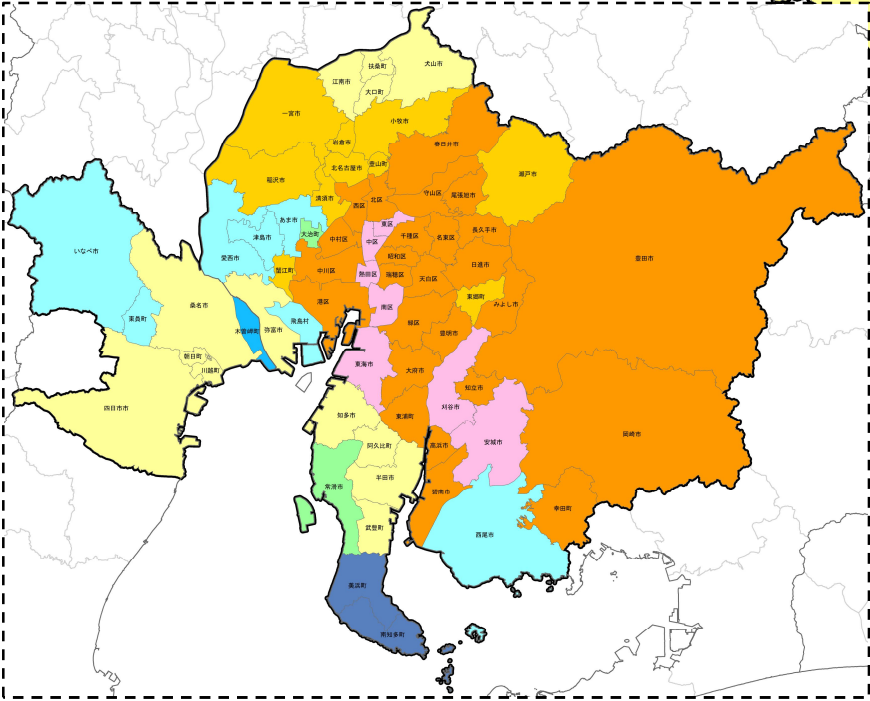 犬山市
扶桑町
江南市
大口町
一宮市
小牧市
岩倉市
春日井市
豊山町
北名古屋市
瀬戸市
稲沢市
清須市
守山区
尾張旭市
北区
西区
あま市
東区
津島市
大治町
長久手市
中村区
中区
千種区
名東区
いなべ市
愛西市
昭和区
豊田市
日進市
蟹江町
中川区
熱田区
瑞穂区
天白区
東郷町
港区
みよし市
桑名市
南区
東員町
飛島村
緑区
木曽岬町
弥富市
豊明市
朝日町
東海市
川越町
大府市
知立市
四日市市
刈谷市
知多市
東浦町
岡崎市
安城市
阿久比町
高浜市
半田市
常滑市
碧南市
幸田町
武豊町
西尾市
美浜町
南知多町